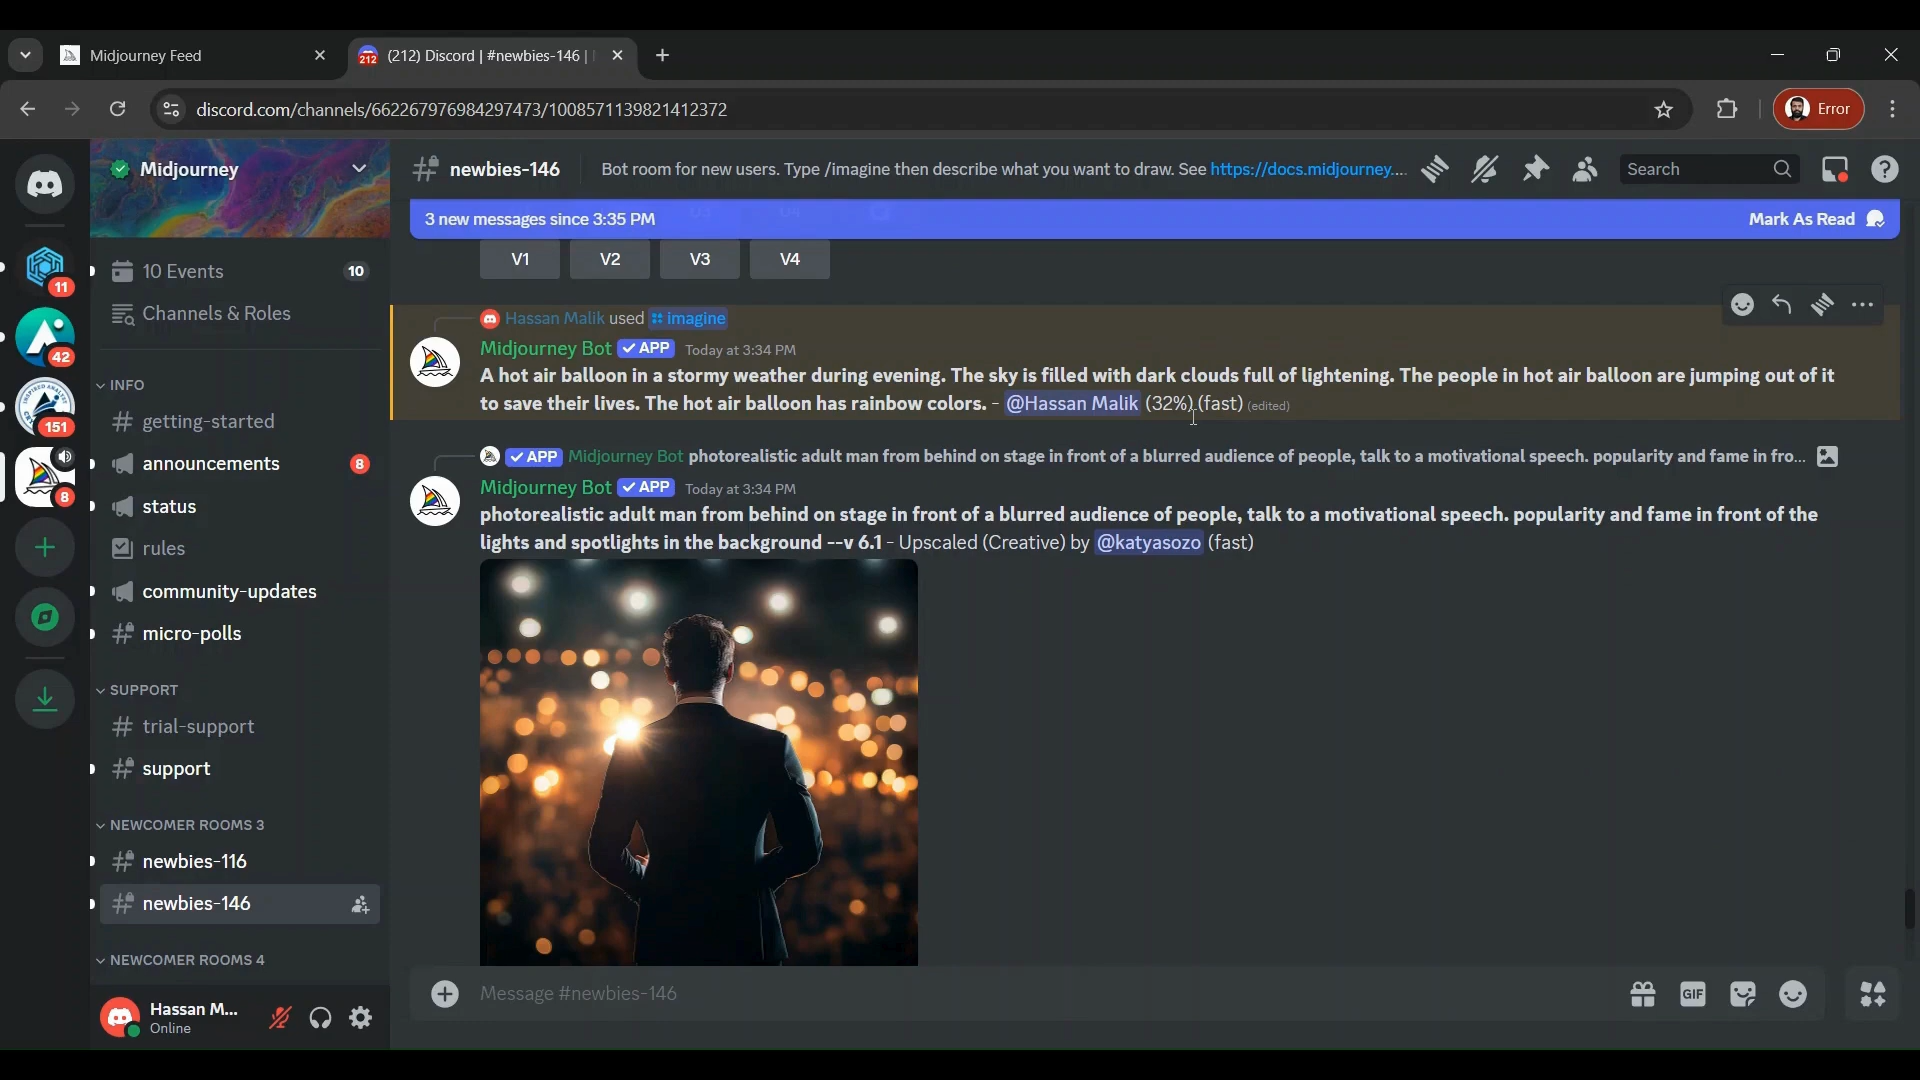 Midjourney Feed
212
(212) Discord | #newbies-146 |
discord.com/channels/662267976984297473/1008571139821412372
Error
Midjourney
newbies-146
Bot room for new users. Type /imagine then describe what you want to draw. See https://docs.midjourney....
Search
3 new messages since 3:35 PM
Mark As Read
U3
U4
V1
V2
V3
V4
11
42
151
8
10 Events
10
Channels & Roles
INFO
getting-started
announcements
8
status
rules
community-updates
micro-polls
SUPPORT
trial-support
support
NEWCOMER ROOMS 3
newbies-116
newbies-146
NEWCOMER ROOMS 4
Hassan M...
Online
Hassan Malik used imagine
Midjourney Bot ✓ APP Today at 3:34 PM
A hot air balloon in a stormy weather during evening. The sky is filled with dark clouds full of lightening. The people in hot air balloon are jumping out of it
to save their lives. The hot air balloon has rainbow colors. - @Hassan Malik (32%) (fast) (edited)
✓ APP Midjourney Bot photorealistic adult man from behind on stage in front of a blurred audience of people, talk to a motivational speech. popularity and fame in fro...
Midjourney Bot ✓ APP Today at 3:34 PM
photorealistic adult man from behind on stage in front of a blurred audience of people, talk to a motivational speech. popularity and fame in front of the
lights and spotlights in the background --v 6.1 - Upscaled (Creative) by @katyasozo (fast)
Message #newbies-146
GIF